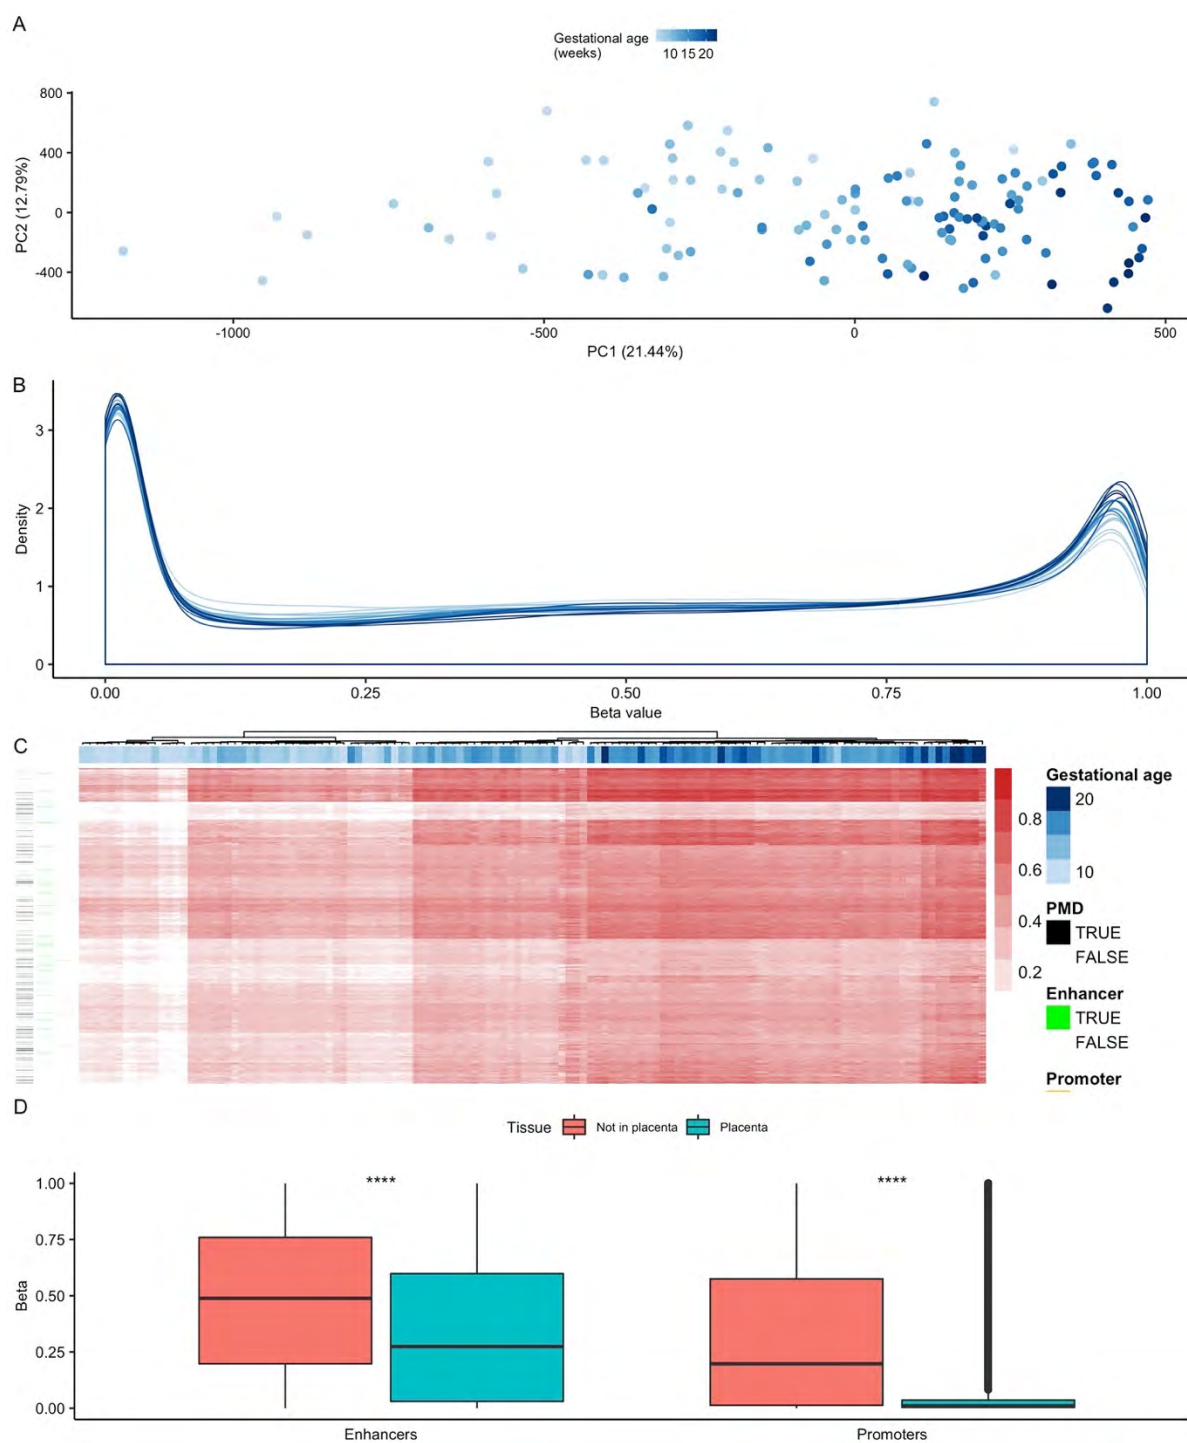 A
Gestational age
(weeks)
10 15 20
800
400
0
-400
PC2 (12.79%)
-1000
-500
0
500
PC1 (21.44%)
B
3
2
1
0
Density
0.00
0.25
0.50
0.75
1.00
Beta value
C
0.8
0.6
0.4
0.2
Gestational age
20
10
PMD
TRUE
FALSE
Enhancer
TRUE
FALSE
Promoter
D
Tissue
Not in placenta
Placenta
****
****
1.00
0.75
0.50
0.25
0.00
Beta
Enhancers
Promoters